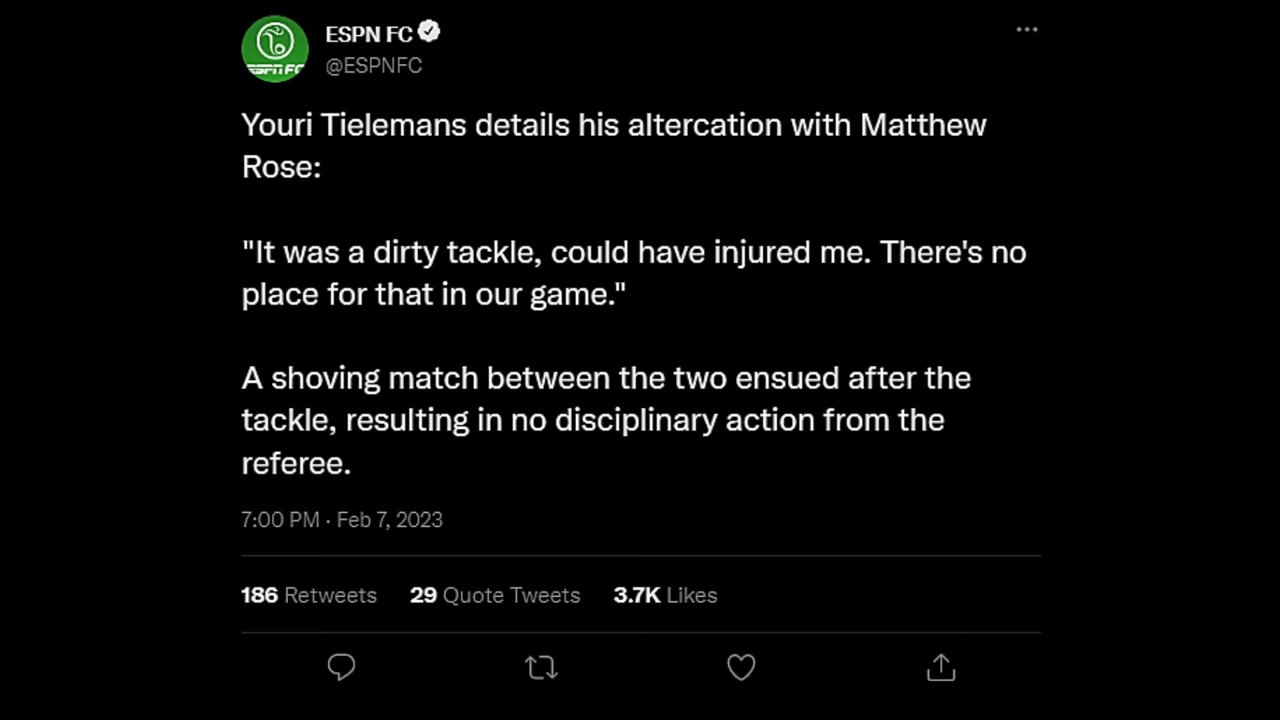 ESPN FC
@ESPNFC
ESPN FC
Youri Tielemans details his altercation with Matthew
Rose:
"It was a dirty tackle, could have injured me. There's no
place for that in our game."
A shoving match between the two ensued after the
tackle, resulting in no disciplinary action from the
referee.
7:00 PM · Feb 7, 2023
186 Retweets 29 Quote Tweets 3.7K Likes